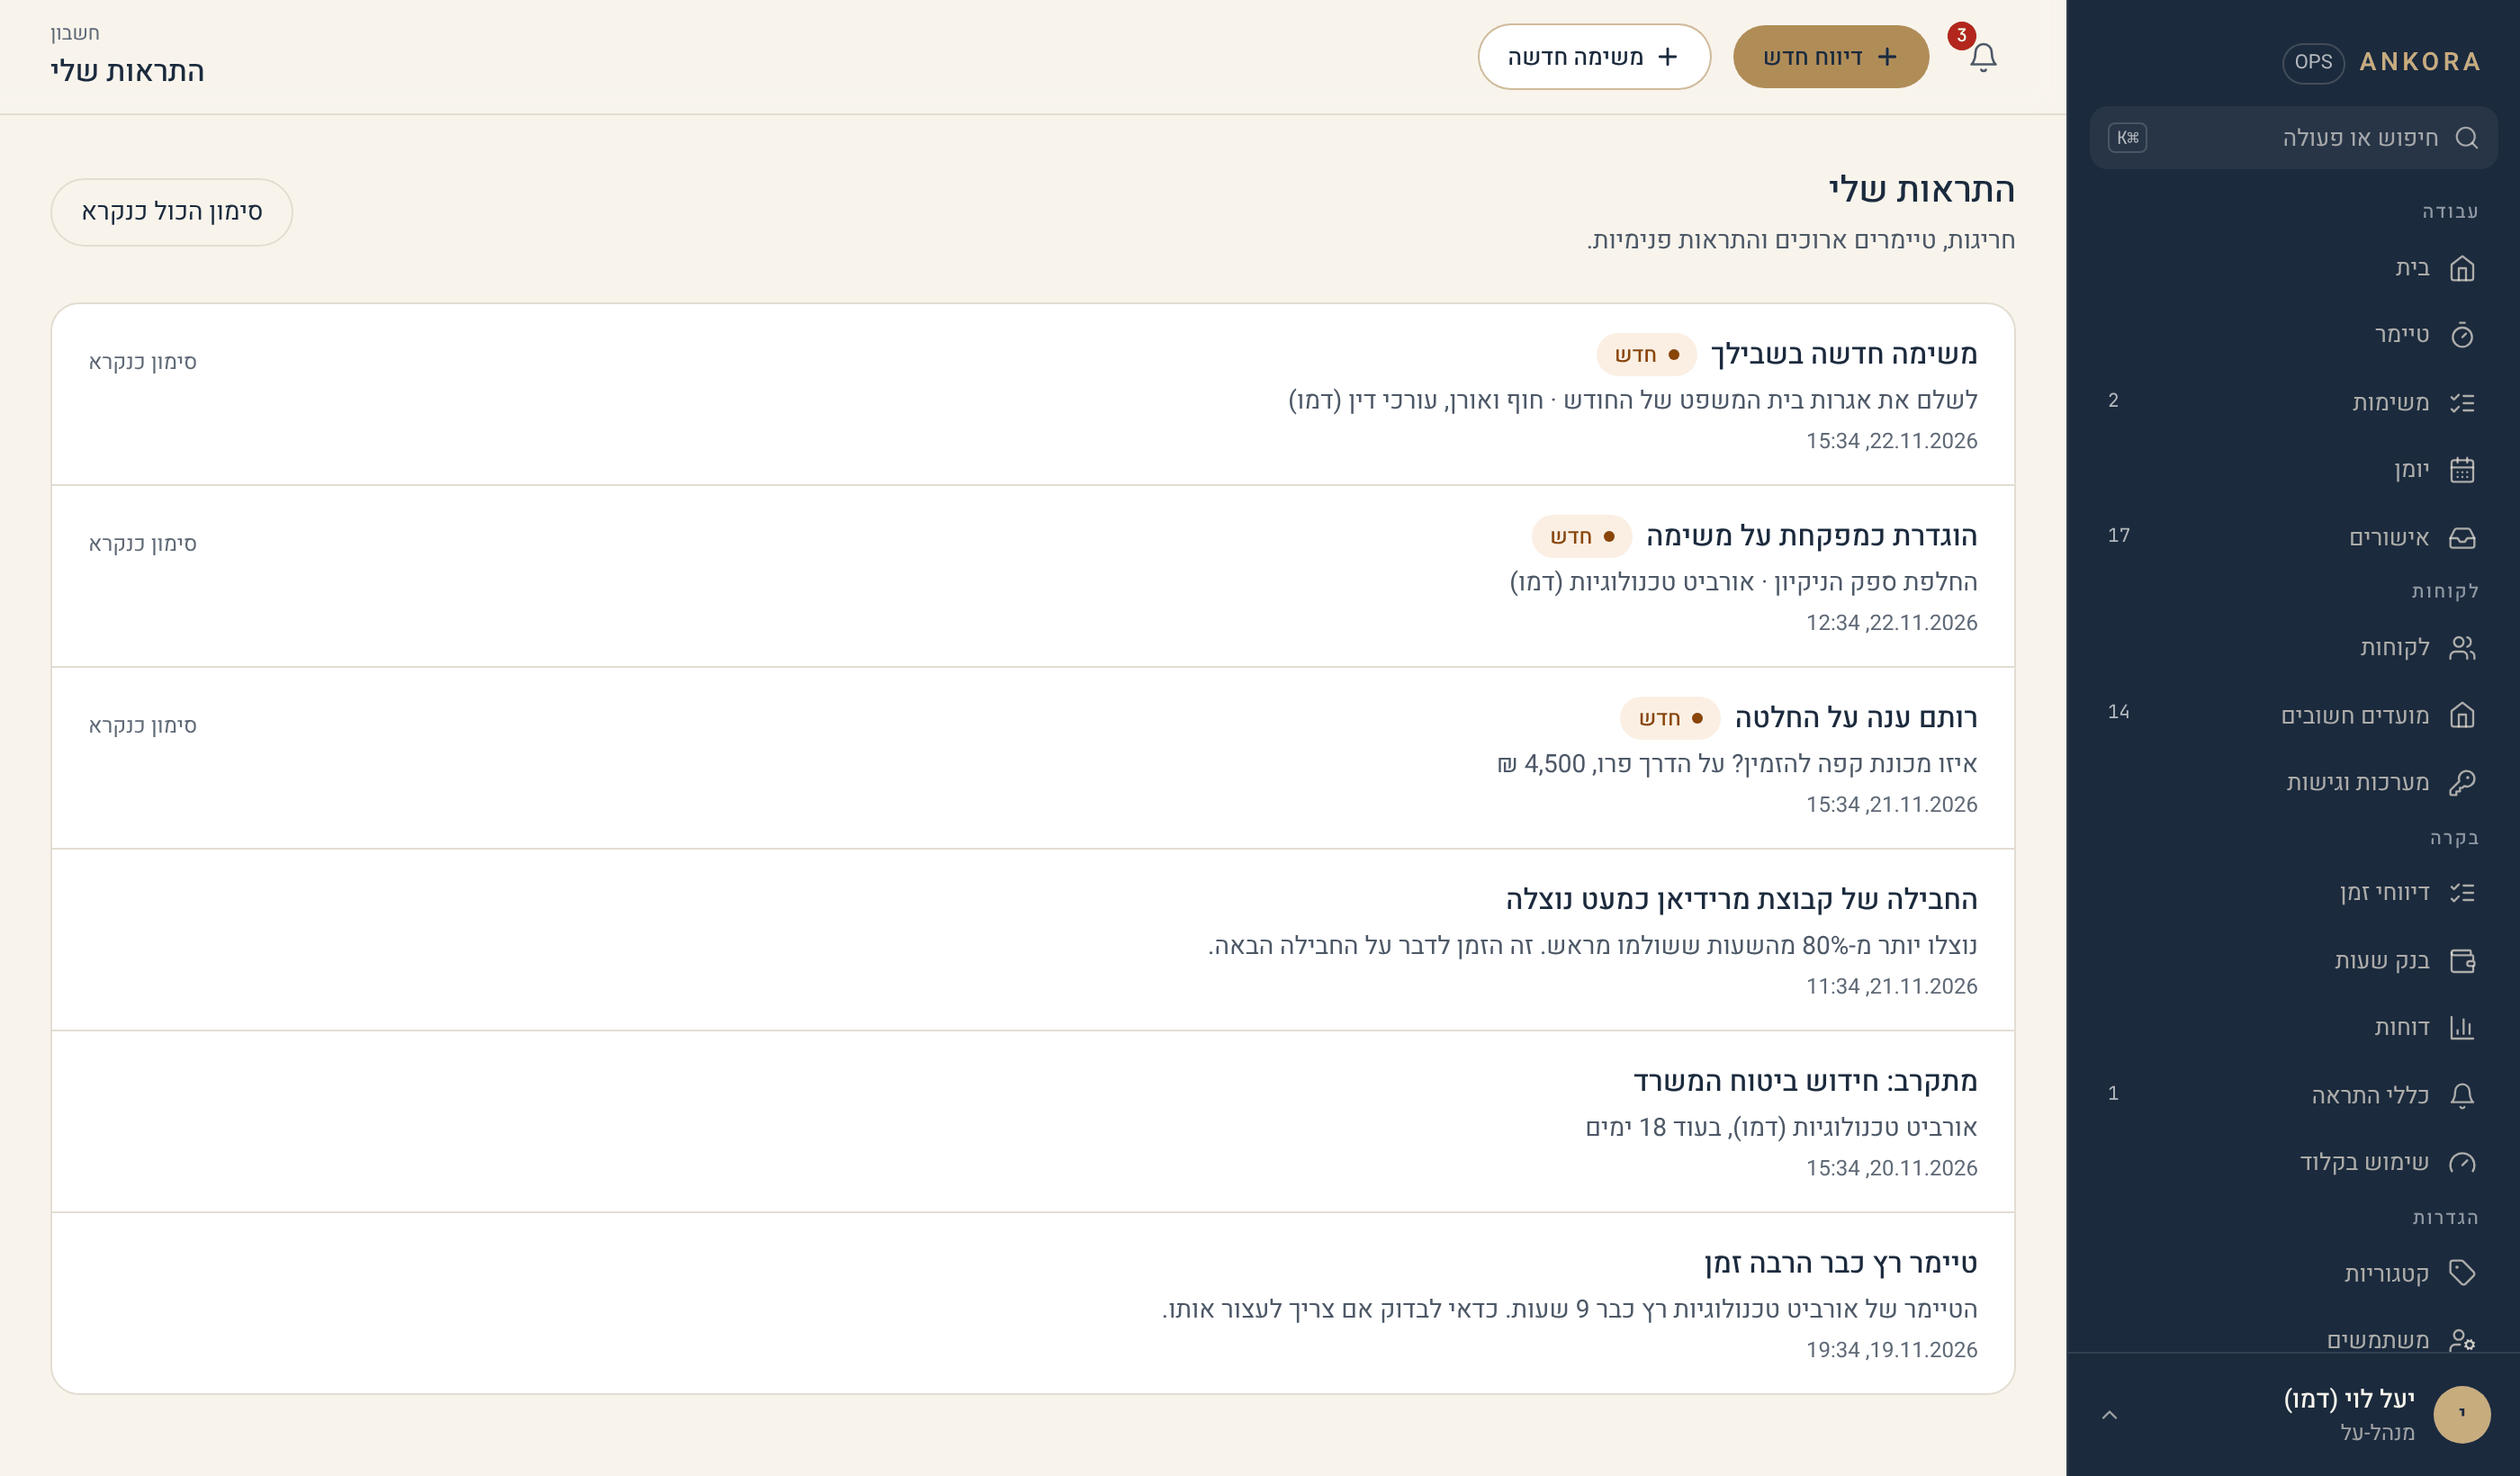 ANKORA OPS
חיפוש או פעולה ⌘K
עבודה
בית
טיימר
משימות 2
יומן
אישורים 17
לקוחות
לקוחות
מועדים חשובים 14
מערכות וגישות
בקרה
דיווחי זמן
בנק שעות
דוחות
כללי התראה 1
שימוש בקלוד
הגדרות
קטגוריות
משתמשים
י
יעל לוי (דמו)
מנהל-על
3
דיווח חדש
משימה חדשה
חשבון
התראות שלי
התראות שלי
חריגות, טיימרים ארוכים והתראות פנימיות.
סימון הכול כנקרא
משימה חדשה בשבילך חדש
סימון כנקרא
לשלם את אגרות בית המשפט של החודש · חוף ואורן, עורכי דין (דמו)
22.11.2026, 15:34
הוגדרת כמפקחת על משימה חדש
סימון כנקרא
החלפת ספק הניקיון · אורביט טכנולוגיות (דמו)
22.11.2026, 12:34
רותם ענה על החלטה חדש
סימון כנקרא
איזו מכונת קפה להזמין? על הדרך פרו, 4,500 ₪
21.11.2026, 15:34
החבילה של קבוצת מרידיאן כמעט נוצלה
נוצלו יותר מ-80% מהשעות ששולמו מראש. זה הזמן לדבר על החבילה הבאה.
21.11.2026, 11:34
מתקרב: חידוש ביטוח המשרד
אורביט טכנולוגיות (דמו), בעוד 18 ימים
20.11.2026, 15:34
טיימר רץ כבר הרבה זמן
הטיימר של אורביט טכנולוגיות רץ כבר 9 שעות. כדאי לבדוק אם צריך לעצור אותו.
19.11.2026, 19:34